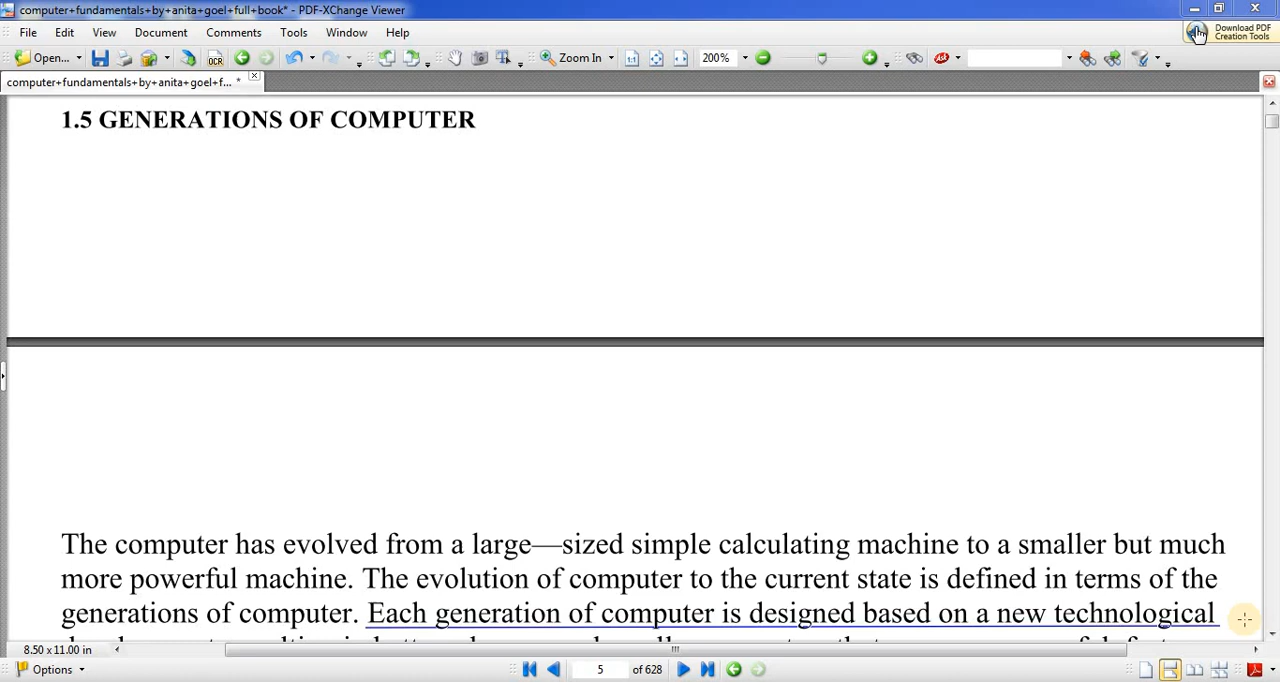 computer+fundamentals+by+anita+goel+full+book* - PDF-XChange Viewer
File Edit View Document Comments Tools Window Help
Download PDF
Creation Tools
Open... OCR Zoom In 200%
computer+fundamentals+by+anita+goel+f... *
1.5 GENERATIONS OF COMPUTER
The computer has evolved from a large—sized simple calculating machine to a smaller but much
more powerful machine. The evolution of computer to the current state is defined in terms of the
generations of computer. Each generation of computer is designed based on a new technological
8.50 x 11.00 in
Options 5 of 628